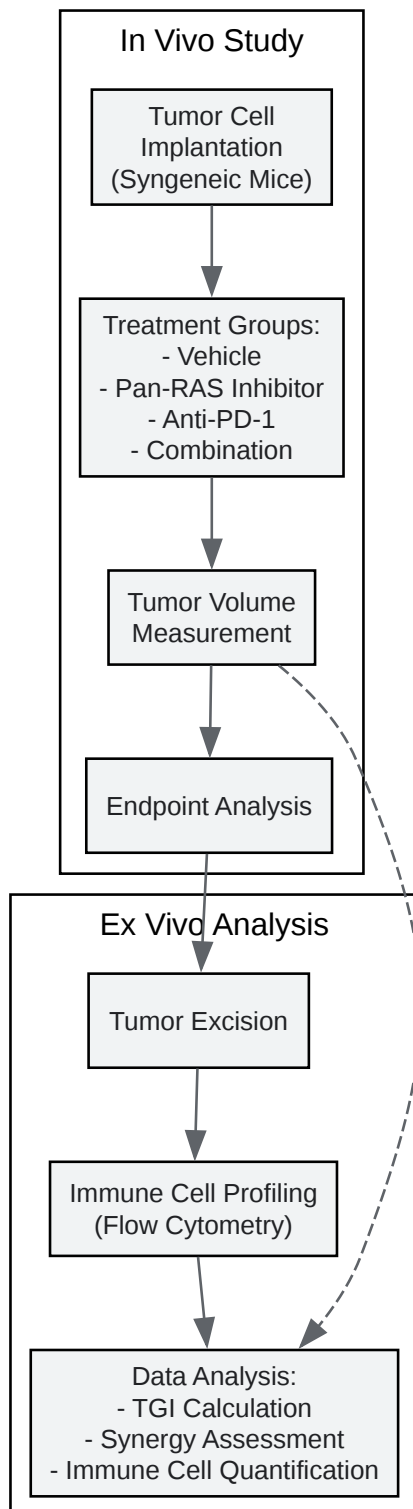 In Vivo Study
Tumor Cell
Implantation
(Syngeneic Mice)
Treatment Groups:
- Vehicle
- Pan-RAS Inhibitor
- Anti-PD-1
- Combination
Tumor Volume
Measurement
Endpoint Analysis
Ex Vivo Analysis
Tumor Excision
Immune Cell Profiling
(Flow Cytometry)
Data Analysis:
- TGI Calculation
- Synergy Assessment
- Immune Cell Quantification